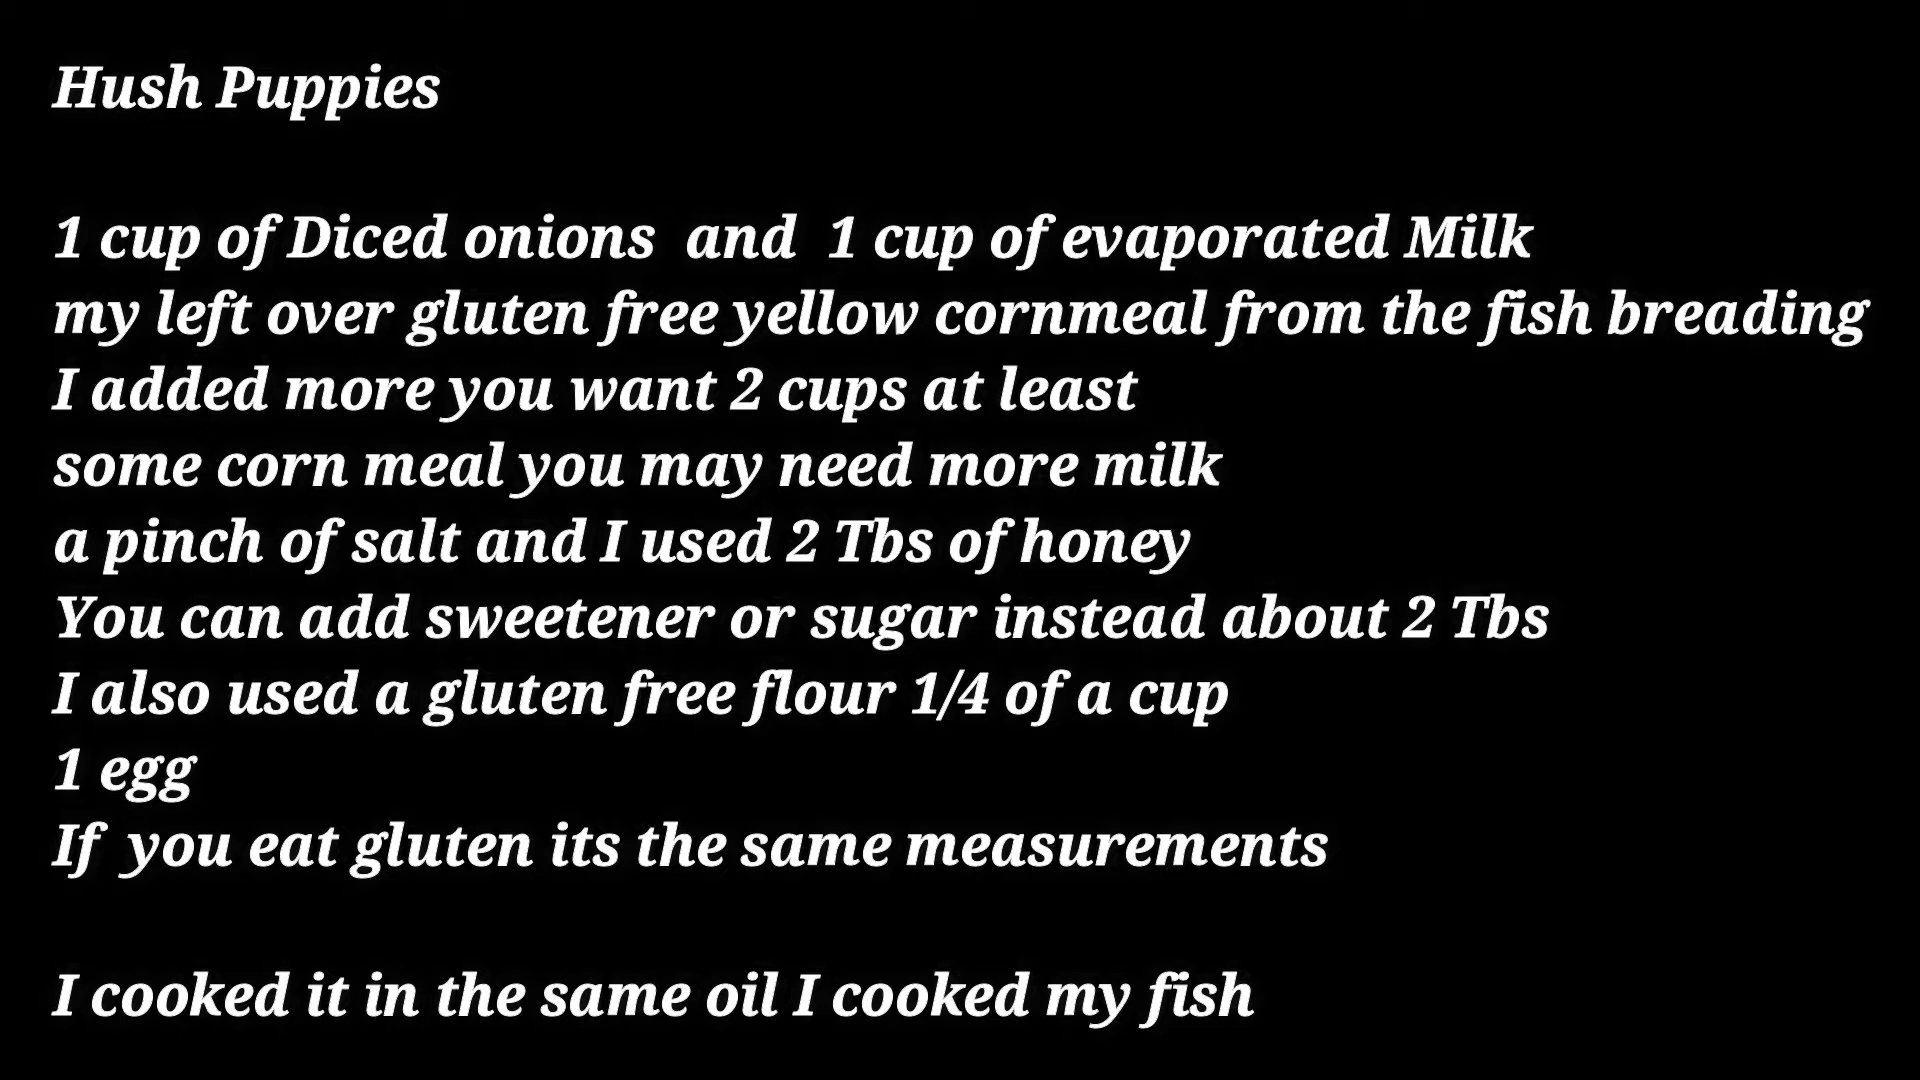 Hush Puppies
1 cup of Diced onions and 1 cup of evaporated Milk
my left over gluten free yellow cornmeal from the fish breading
I added more you want 2 cups at least
some corn meal you may need more milk
a pinch of salt and I used 2 Tbs of honey
You can add sweetener or sugar instead about 2 Tbs
I also used a gluten free flour 1/4 of a cup
1 egg
If you eat gluten its the same measurements
I cooked it in the same oil I cooked my fish